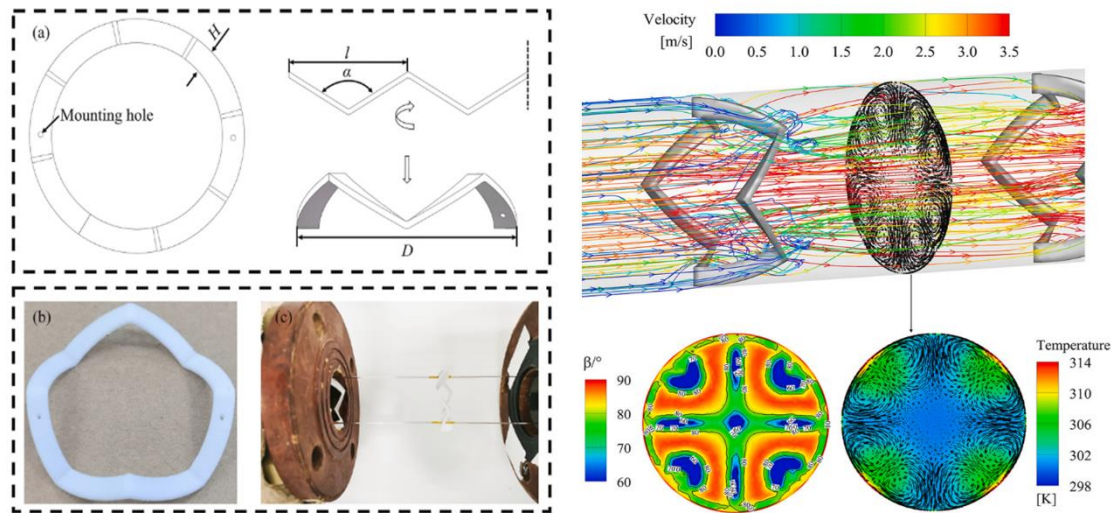 (a)
H
Mounting hole
l
α
D
(b)
(c)
Velocity
[m/s]
0.0 0.5 1.0 1.5 2.0 2.5 3.0 3.5
β/°
90
80
70
60
Temperature
314
310
306
302
298
[K]